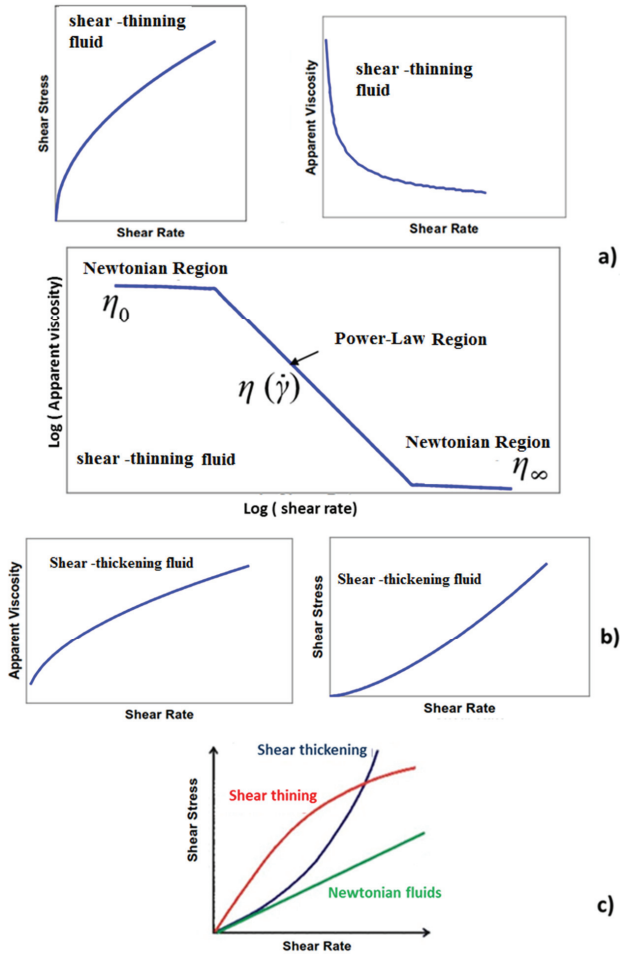 shear -thinning
fluid
Shear Stress
Shear Rate
shear -thinning
fluid
Apparent Viscosity
Shear Rate
a)
Newtonian Region
η0
Power-Law Region
η (γ̇)
Newtonian Region
η∞
shear -thinning fluid
Log ( Apparent viscosity)
Log ( shear rate)
Shear -thickening fluid
Apparent Viscosity
Shear Rate
Shear -thickening fluid
Shear Stress
Shear Rate
b)
Shear thickening
Shear thining
Newtonian fluids
Shear Stress
Shear Rate
c)